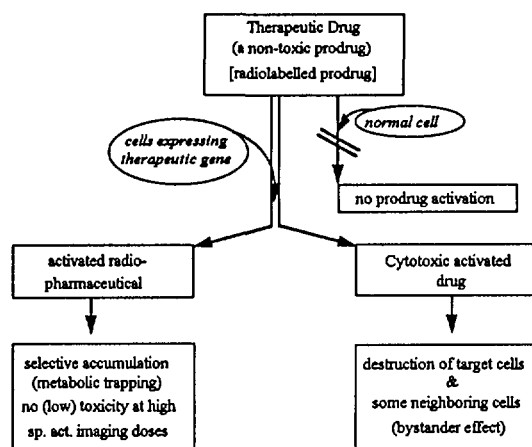 Therapeutic Drug
(a non-toxic prodrug)
[radiolabelled prodrug]
cells expressing
therapeutic gene
normal cell
no prodrug activation
activated radio-
pharmaceutical
Cytotoxic activated
drug
selective accumulation
(metabolic trapping)
no (low) toxicity at high
sp. act. imaging doses
destruction of target cells
&
some neighboring cells
(bystander effect)